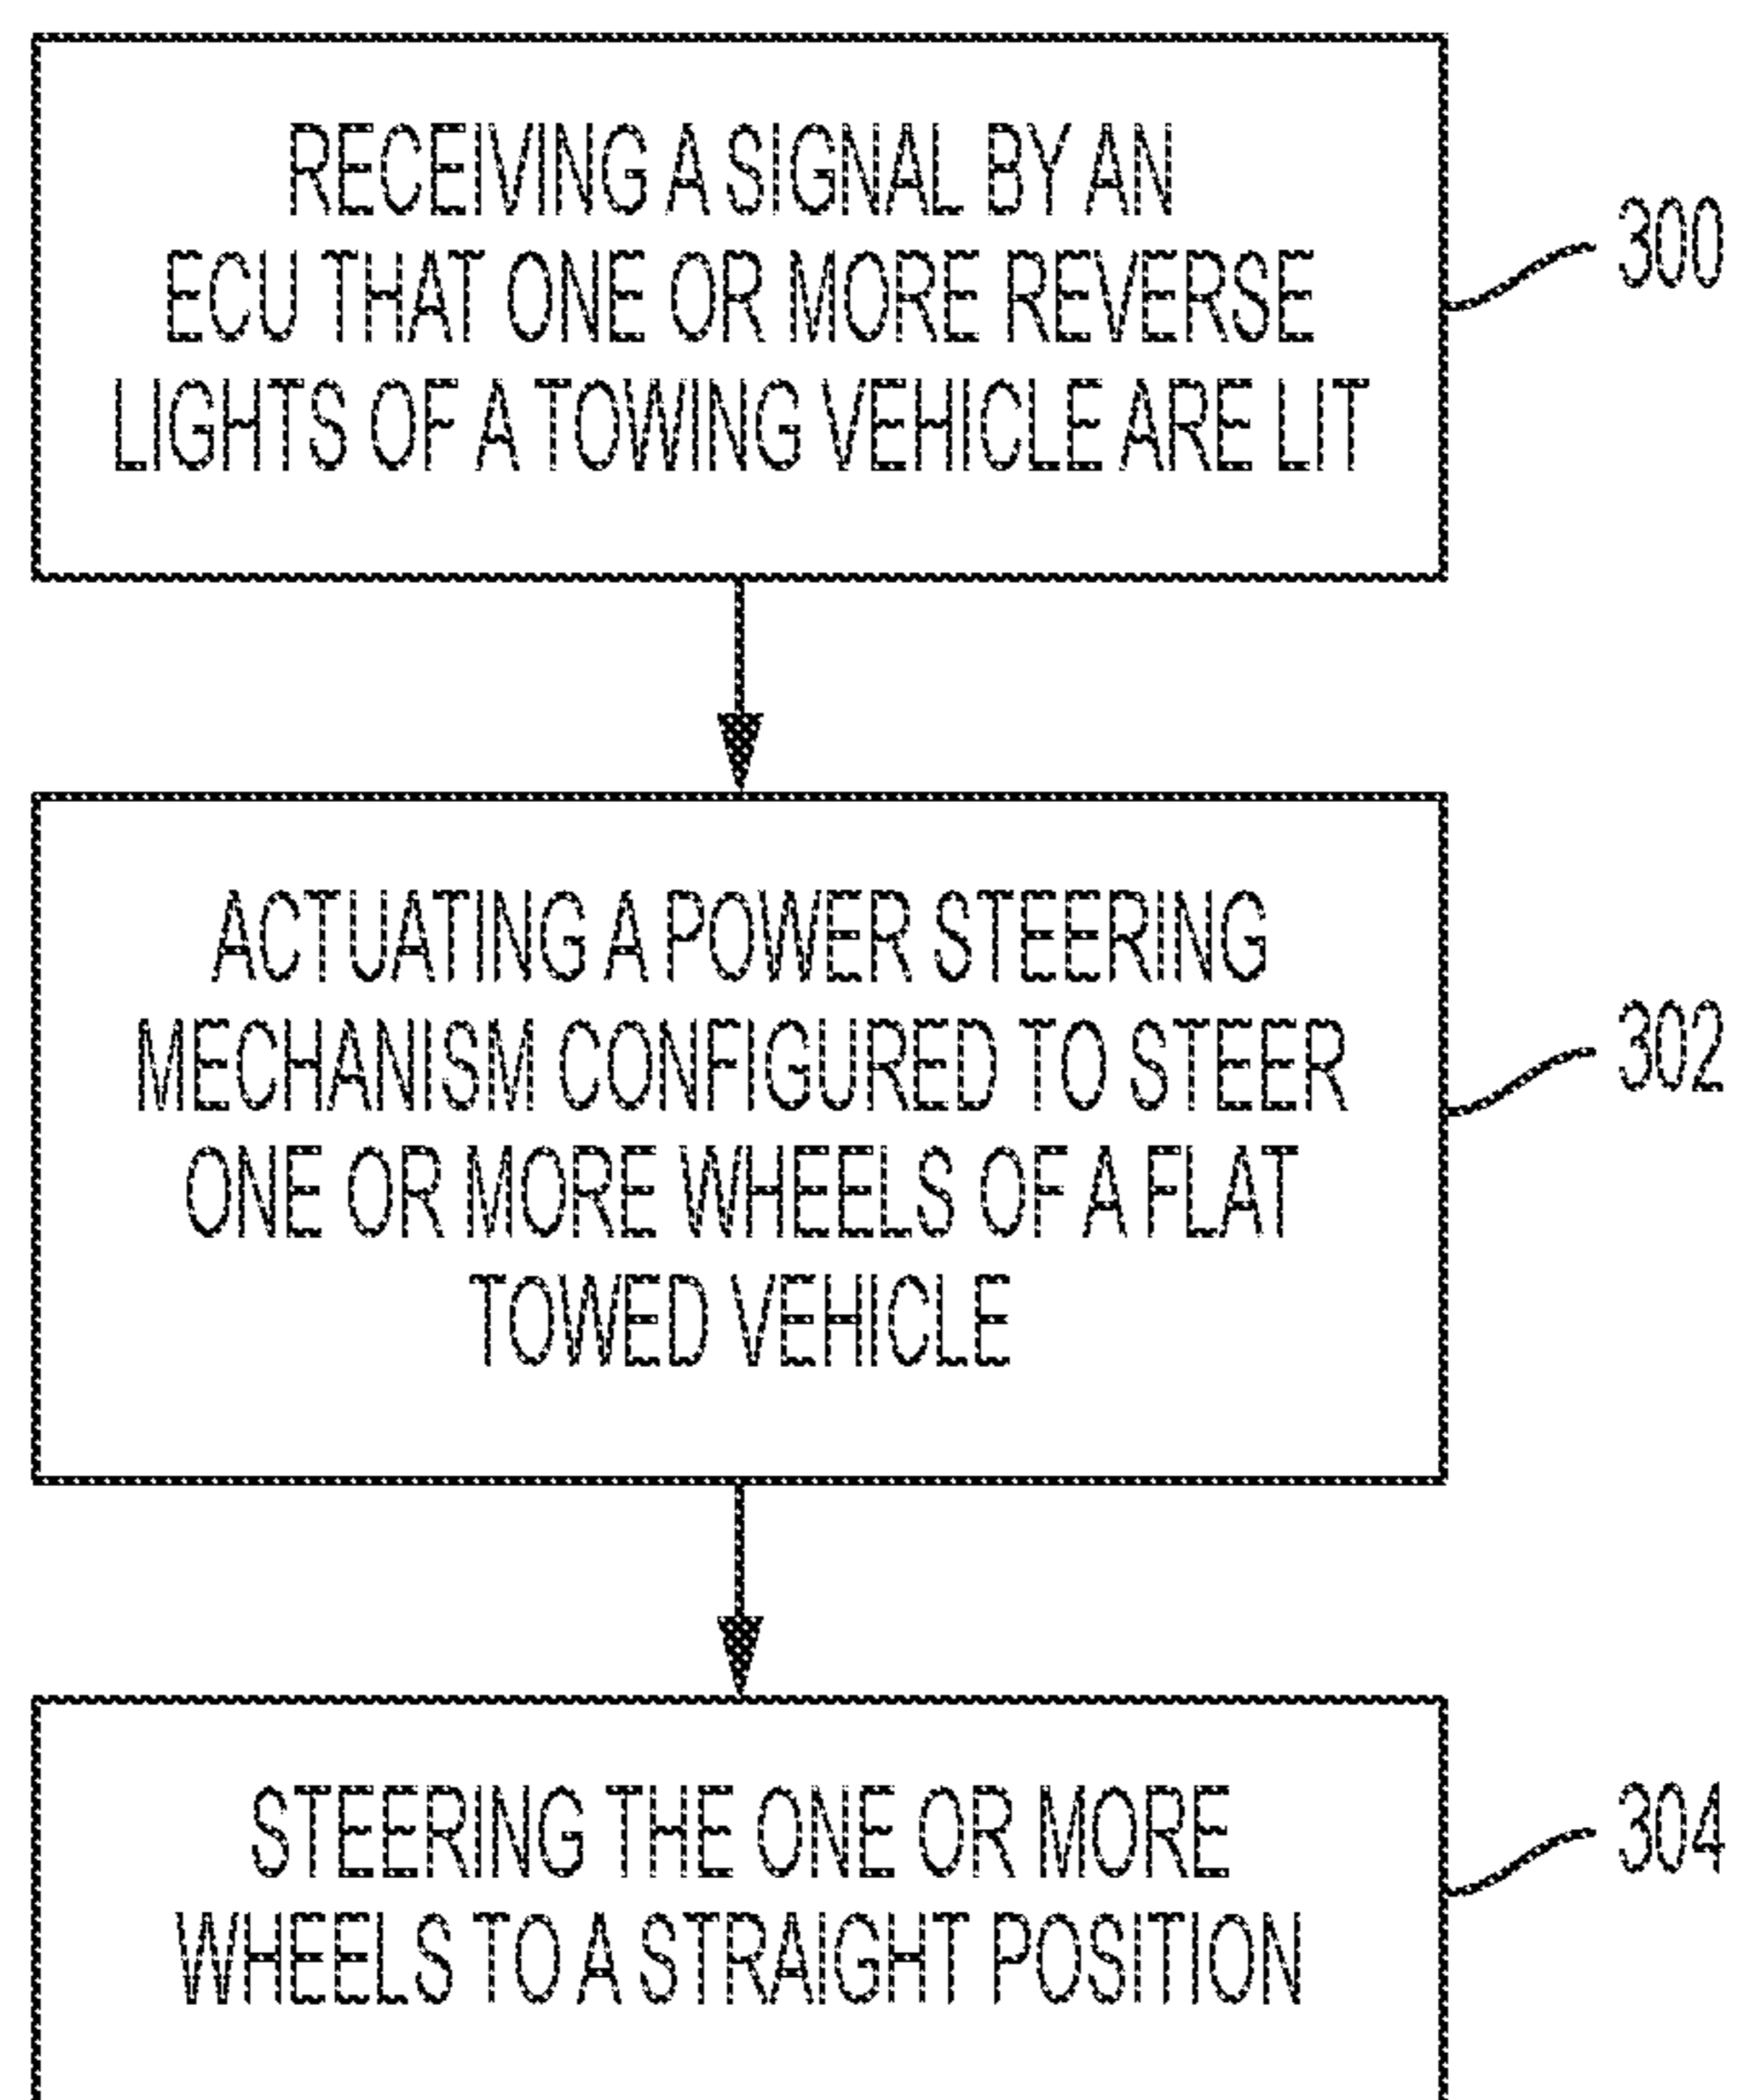 RECEIVING A SIGNAL BY AN
ECU THAT ONE OR MORE REVERSE
LIGHTS OF A TOWING VEHICLE ARE LIT
300
ACTUATING A POWER STEERING
MECHANISM CONFIGURED TO STEER
ONE OR MORE WHEELS OF A FLAT
TOWED VEHICLE
302
STEERING THE ONE OR MORE
WHEELS TO A STRAIGHT POSITION
304